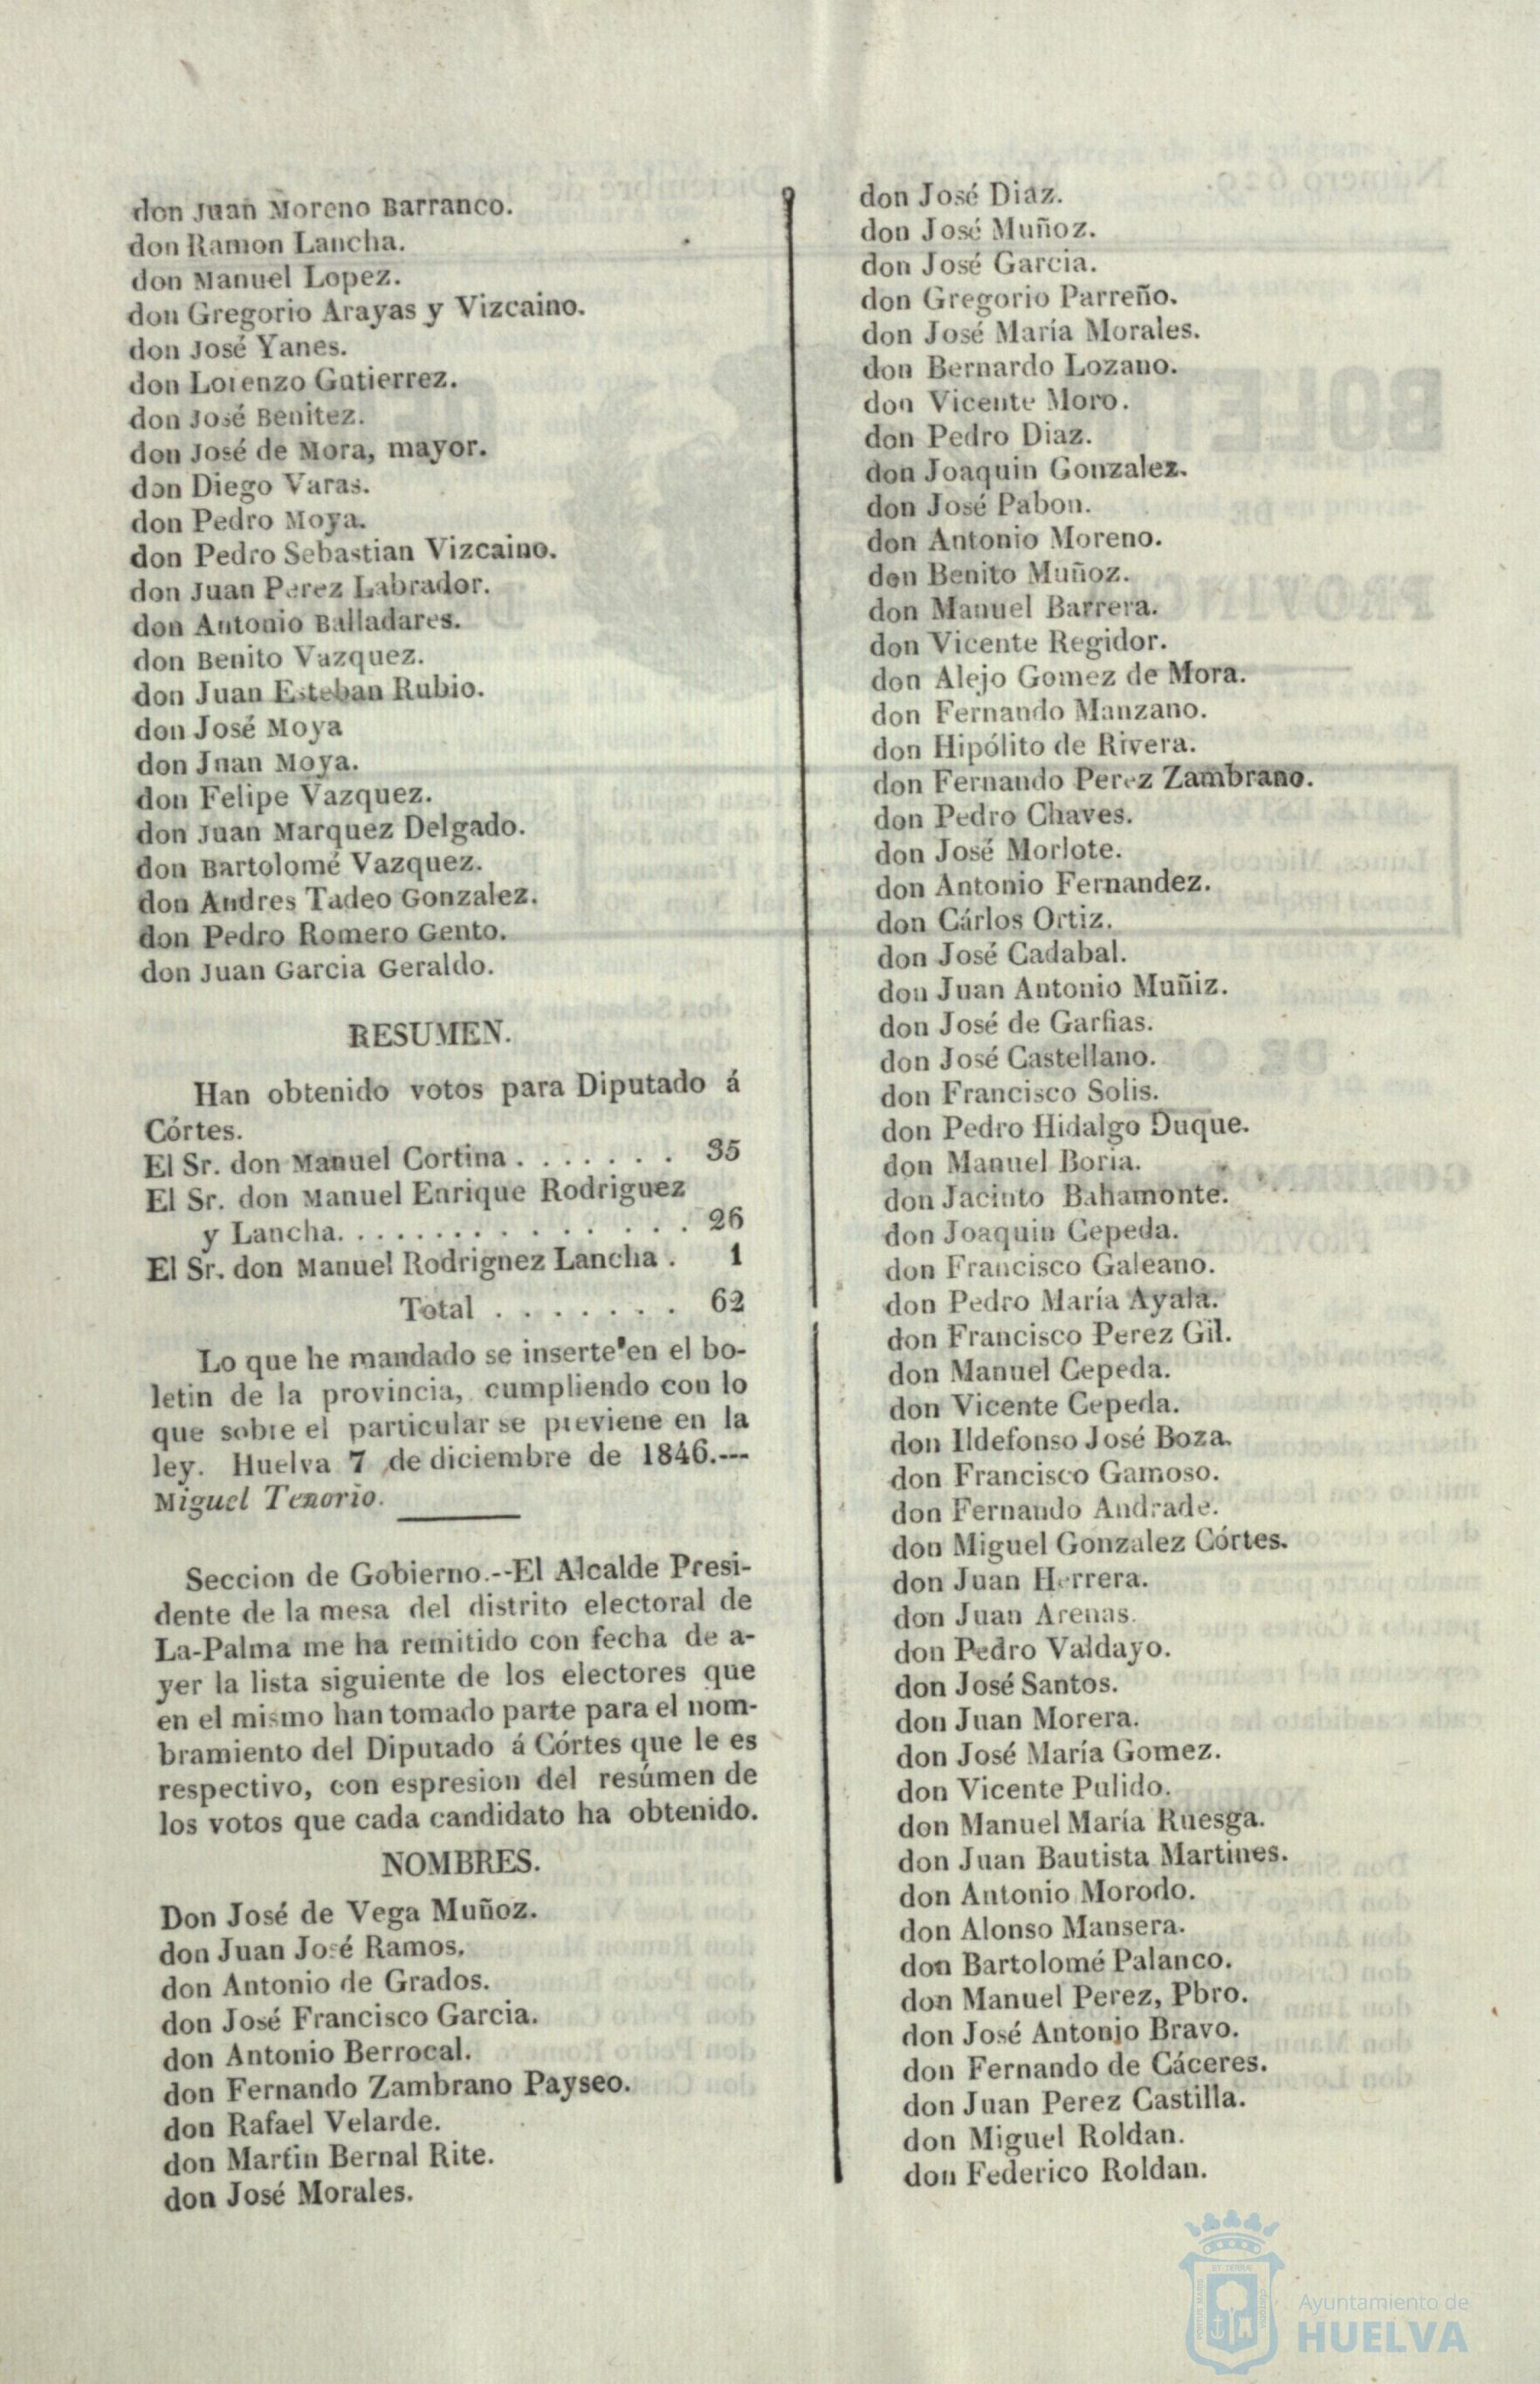 don Juan Moreno Barranco.
don Ramon Lancha.
don Manuel Lopez.
don Gregorio Arayas y Vizcaino.
don José Yanes.
don Lorenzo Gutierrez.
don José Benitez.
don José de Mora, mayor.
don Diego Varas.
don Pedro Moya.
don Pedro Sebastian Vizcaino.
don Juan Perez Labrador.
don Antonio Balladares.
don Benito Vazquez.
don Juan Esteban Rubio.
don José Moya
don Jnan Moya.
don Felipe Vazquez.
don Juan Marquez Delgado.
don Bartolomé Vazquez.
don Andres Tadeo Gonzalez.
don Pedro Romero Gento.
don Juan Garcia Geraldo.
RESUMEN.
Han obtenido votos para Diputado á
Córtes.
El Sr. don Manuel Cortina . . . . . . . 35
El Sr. don Manuel Enrique Rodriguez
y Lancha. . . . . . . . . . . . . . . 26
El Sr. don Manuel Rodrignez Lancha . 1
Total . . . . . . . 62
Lo que he mandado se inserte en el bo-
letin de la provincia, cumpliendo con lo
que sobre el particular se previene en la
ley. Huelva 7 de diciembre de 1846.---
Miguel Tenorio.
Seccion de Gobierno.--El Alcalde Presi-
dente de la mesa del distrito electoral de
La-Palma me ha remitido con fecha de a-
yer la lista siguiente de los electores que
en el mismo han tomado parte para el nom-
bramiento del Diputado á Córtes que le es
respectivo, con espresion del resúmen de
los votos que cada candidato ha obtenido.
NOMBRES.
Don José de Vega Muñoz.
don Juan José Ramos.
don Antonio de Grados.
don José Francisco Garcia.
don Antonio Berrocal.
don Fernando Zambrano Payseo.
don Rafael Velarde.
don Martin Bernal Rite.
don José Morales.
don José Diaz.
don José Muñoz.
don José Garcia.
don Gregorio Parreño.
don José María Morales.
don Bernardo Lozano.
don Vicente Moro.
don Pedro Diaz.
don Joaquin Gonzalez.
don José Pabon.
don Antonio Moreno.
don Benito Muñoz.
don Manuel Barrera.
don Vicente Regidor.
don Alejo Gomez de Mora.
don Fernando Manzano.
don Hipólito de Rivera.
don Fernando Perez Zambrano.
don Pedro Chaves.
don José Morlote.
don Antonio Fernandez.
don Cárlos Ortiz.
don José Cadabal.
don Juan Antonio Muñiz.
don José de Garfias.
don José Castellano.
don Francisco Solis.
don Pedro Hidalgo Duque.
don Manuel Boria.
don Jacinto Bahamonte.
don Joaquin Cepeda.
don Francisco Galeano.
don Pedro María Ayala.
don Francisco Perez Gil.
don Manuel Cepeda.
don Vicente Cepeda.
don Ildefonso José Boza.
don Francisco Gamoso.
don Fernando Andrade.
don Miguel Gonzalez Córtes.
don Juan Herrera.
don Juan Arenas.
don Pedro Valdayo.
don José Santos.
don Juan Morera.
don José María Gomez.
don Vicente Pulido.
don Manuel María Ruesga.
don Juan Bautista Martines.
don Antonio Morodo.
don Alonso Mansera.
don Bartolomé Palanco.
don Manuel Perez, Pbro.
don José Antonio Bravo.
don Fernando de Cáceres.
don Juan Perez Castilla.
don Miguel Roldan.
don Federico Roldan.
Ayuntamiento de
HUELVA